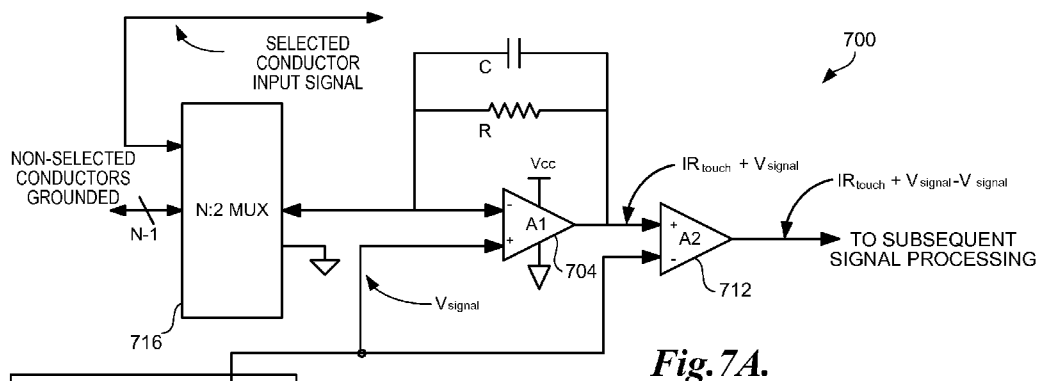 SELECTED
CONDUCTOR
INPUT SIGNAL
700
C
R
NON-SELECTED
CONDUCTORS
GROUNDED
N-1
N:2 MUX
Vcc
IRtouch + Vsignal
IRtouch + Vsignal-V signal
-
A1
+
704
+
A2
-
712
TO SUBSEQUENT
SIGNAL PROCESSING
716
Vsignal
Fig.7A.